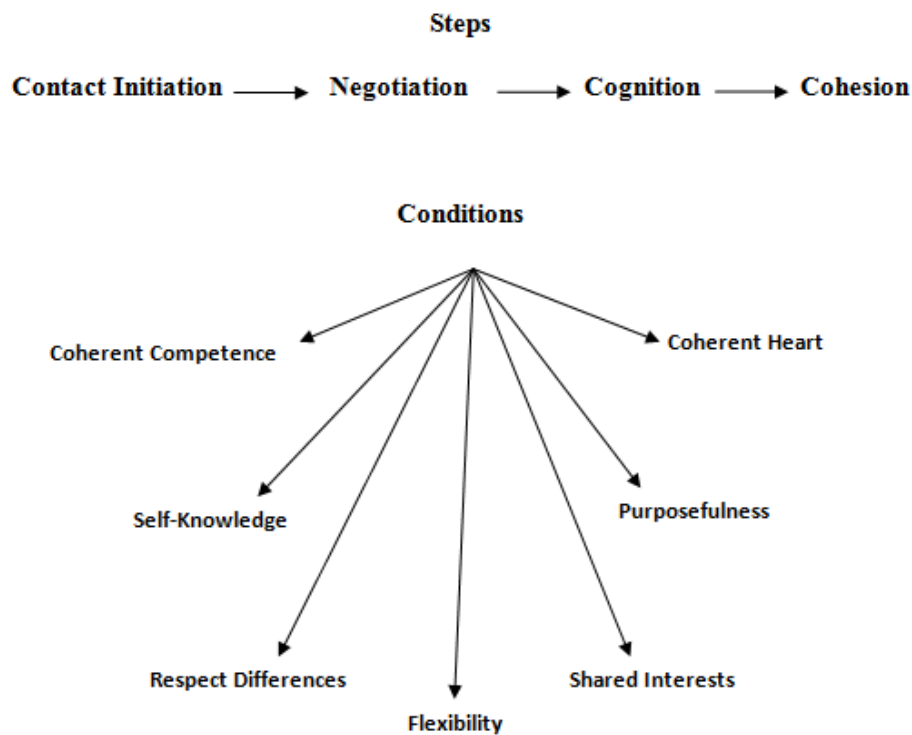 Steps
Contact Initiation Negotiation Cognition Cohesion
Conditions
Coherent Competence Coherent Heart
Self-Knowledge Purposefulness
Respect Differences Shared Interests
Flexibility